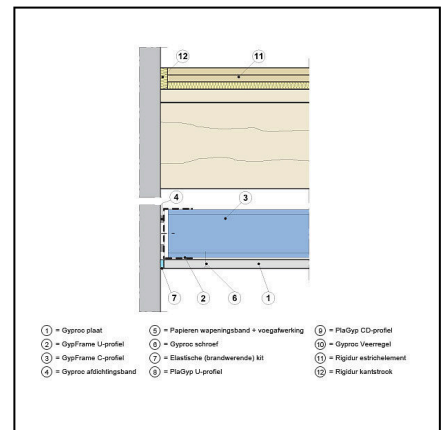 12 11
4 3
7 2 6 1
1 = Gyproc plaat
2 = GypFrame U-profiel
3 = GypFrame C-profiel
4 = Gyproc afdichtingsband
5 = Papieren wapeningsband + voegafwerking
6 = Gyproc schroef
7 = Elastische (brandwerende) kit
8 = PlaGyp U-profiel
9 = PlaGyp CD-profiel
10 = Gyproc Veerregel
11 = Rigidur estrichelement
12 = Rigidur kantstrook